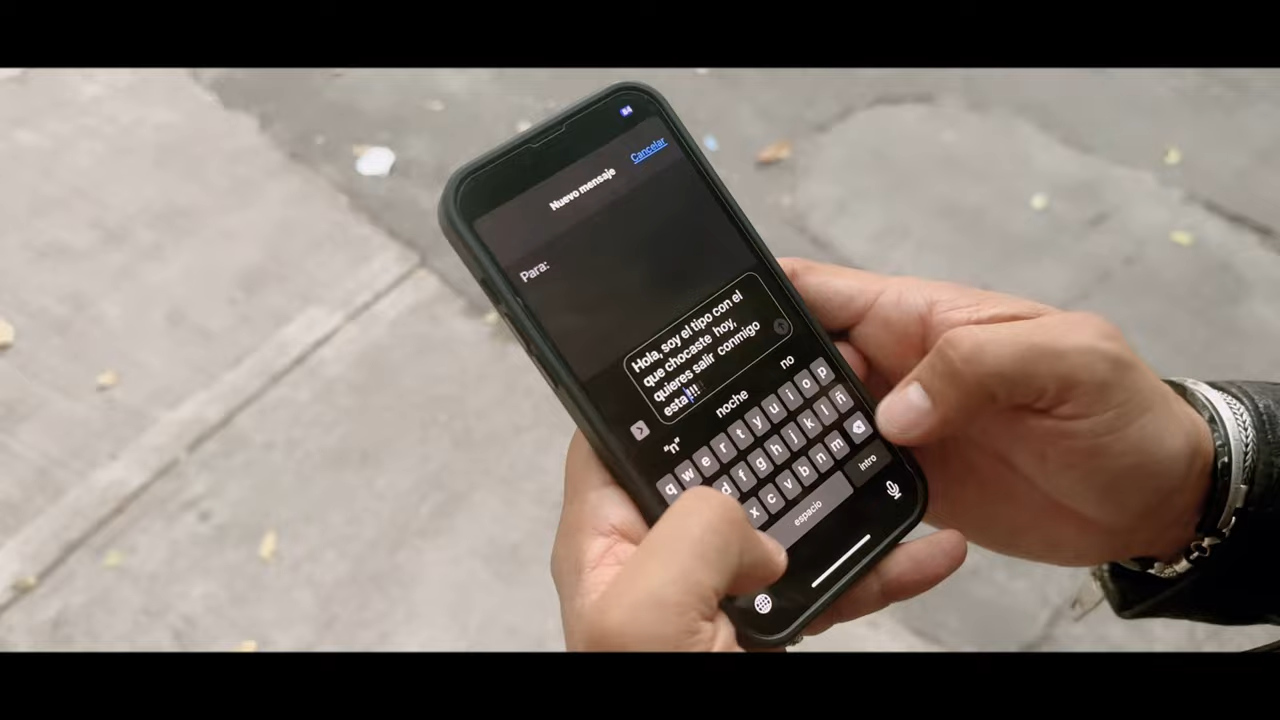 84
Cancelar
Nuevo mensaje
Para:
Hola, soy el tipo con el
que chocaste hoy,
quieres salir conmigo
esta !!!
"n" noche no
q w e r t y u i o p
d f g h j k l ñ
x c v b n m
espacio intro